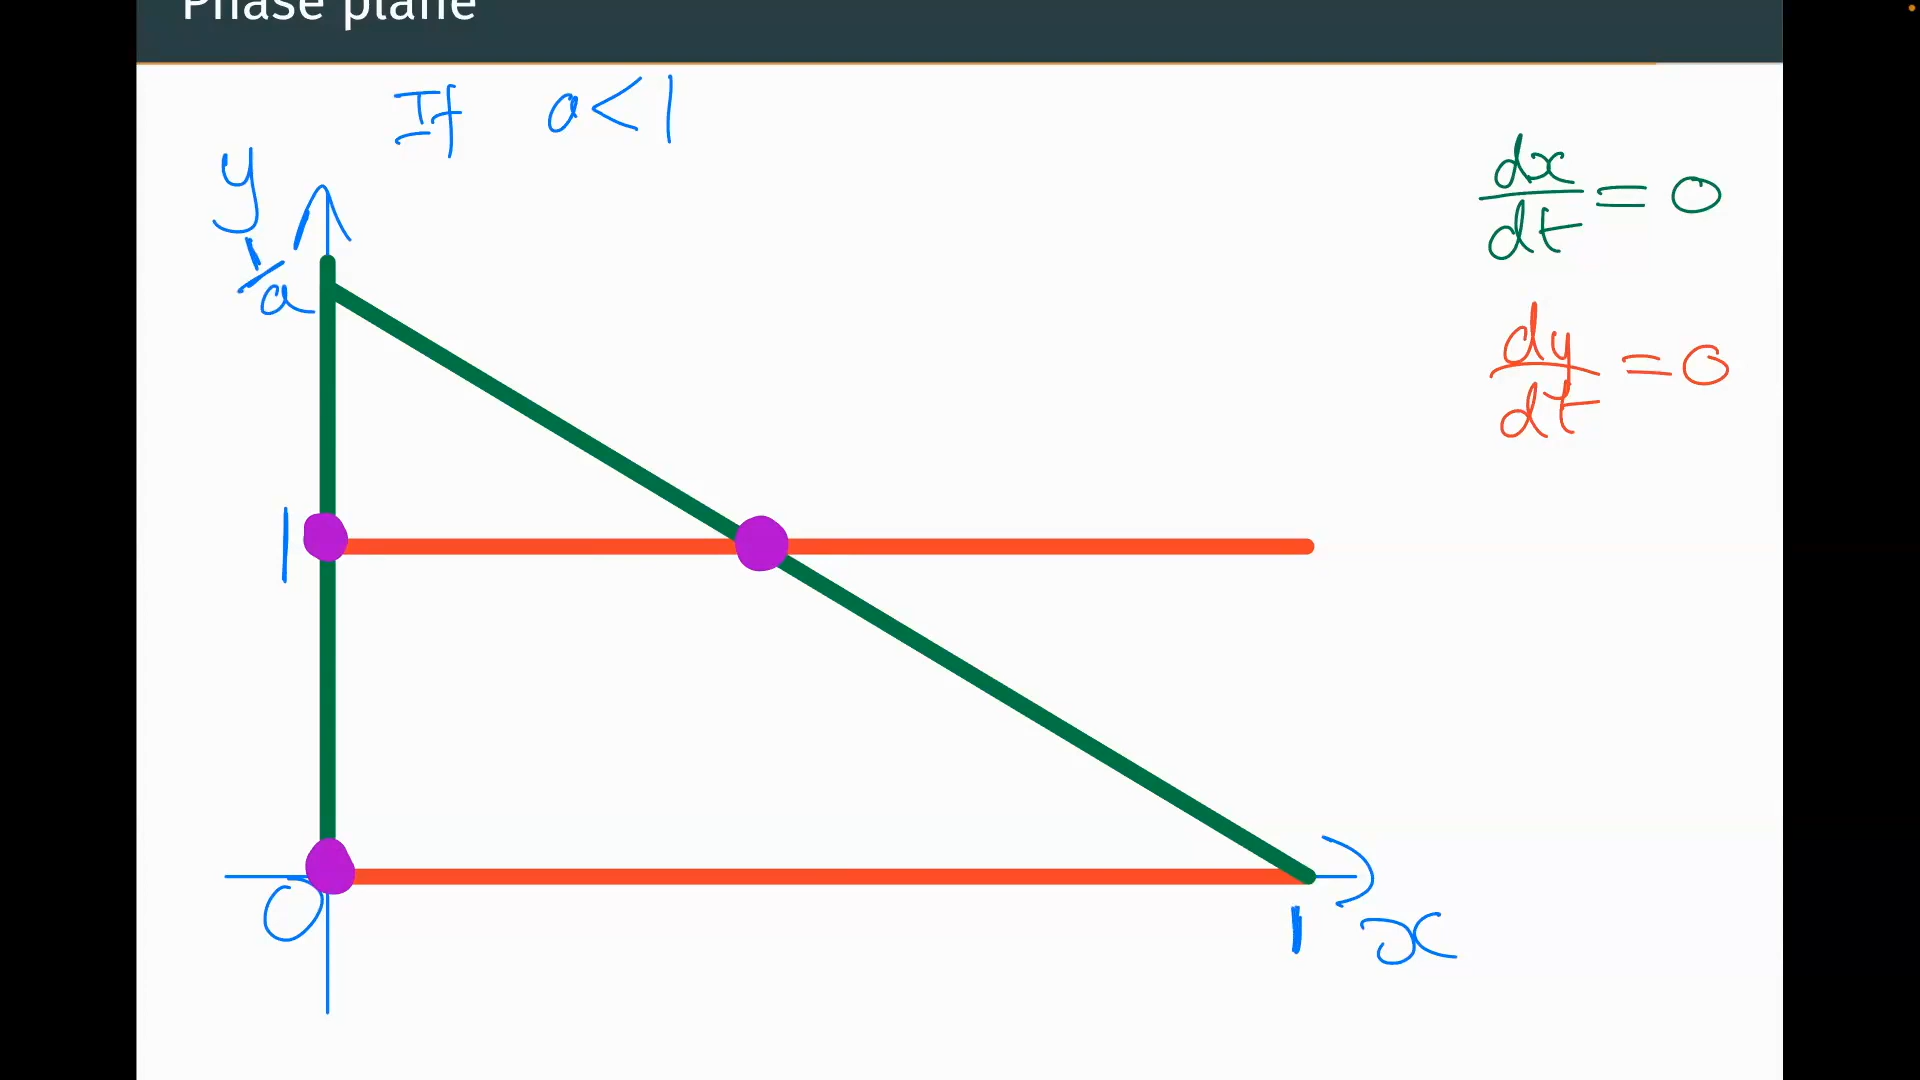 Phase plane
If a<1
y
1/a
1
0
1
x
dx/dt = 0
dy/dt = 0